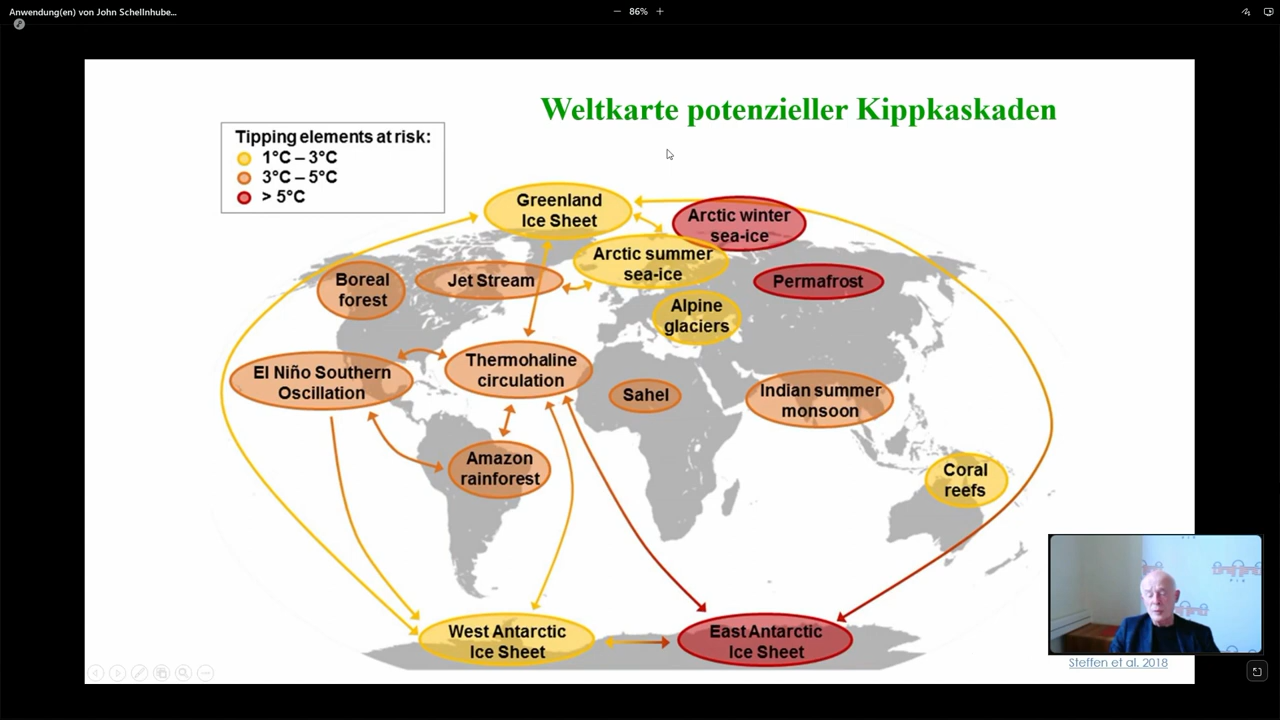 Anwendung(en) von John Schellnhube...
86%
Weltkarte potenzieller Kippkaskaden
Tipping elements at risk:
1°C – 3°C
3°C – 5°C
> 5°C
Greenland
Ice Sheet
Arctic winter
sea-ice
Arctic summer
sea-ice
Boreal
forest
Jet Stream
Permafrost
Alpine
glaciers
El Niño Southern
Oscillation
Thermohaline
circulation
Sahel
Indian summer
monsoon
Amazon
rainforest
Coral
reefs
West Antarctic
Ice Sheet
East Antarctic
Ice Sheet
Steffen et al. 2018